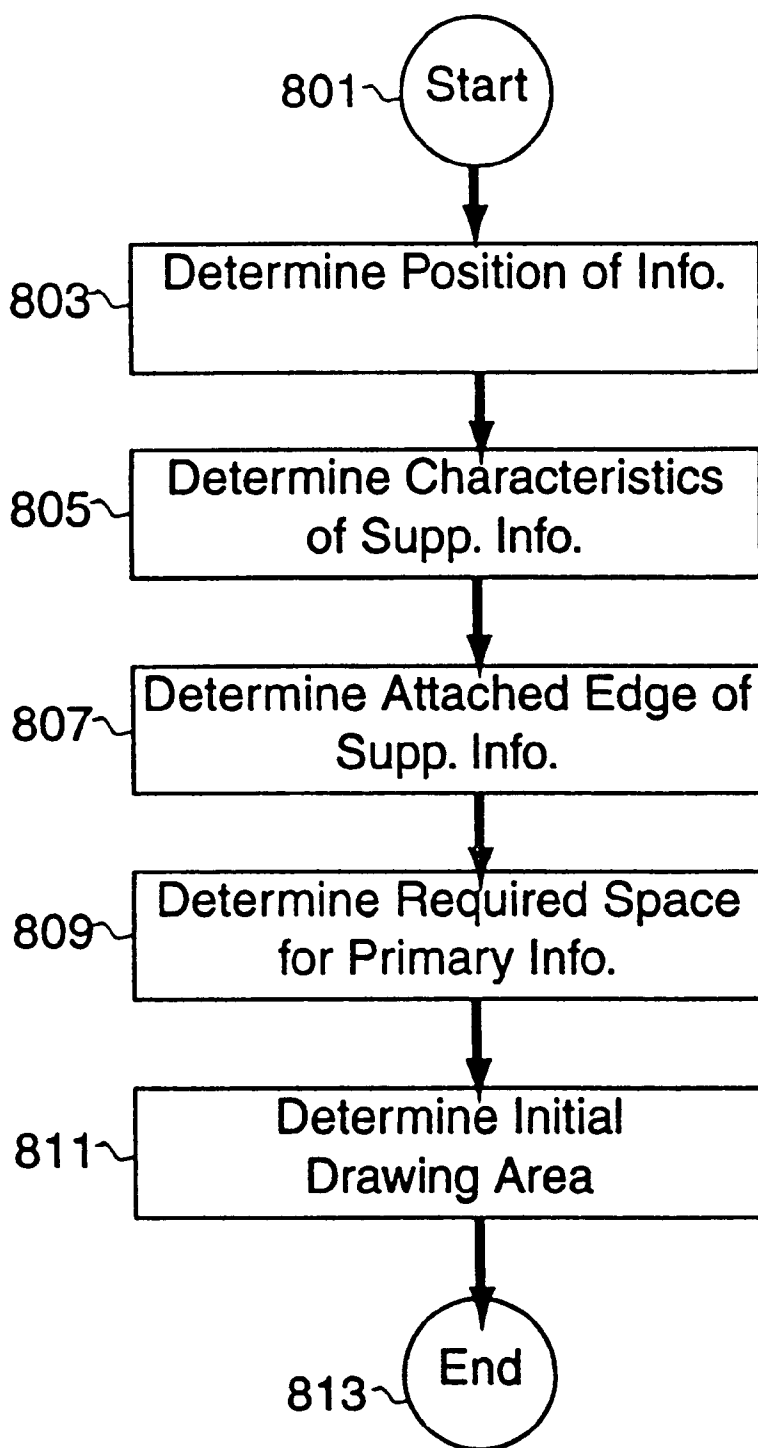 801 Start
803 Determine Position of Info.
805 Determine Characteristics
of Supp. Info.
807 Determine Attached Edge of
Supp. Info.
809 Determine Required Space
for Primary Info.
811 Determine Initial
Drawing Area
813 End